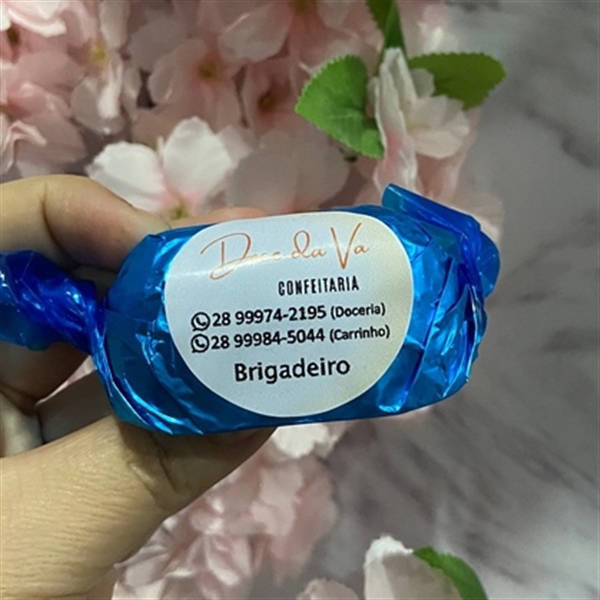 Doce da Va
CONFEITARIA
28 99974-2195 (Doceria)
28 99984-5044 (Carrinho)
Brigadeiro